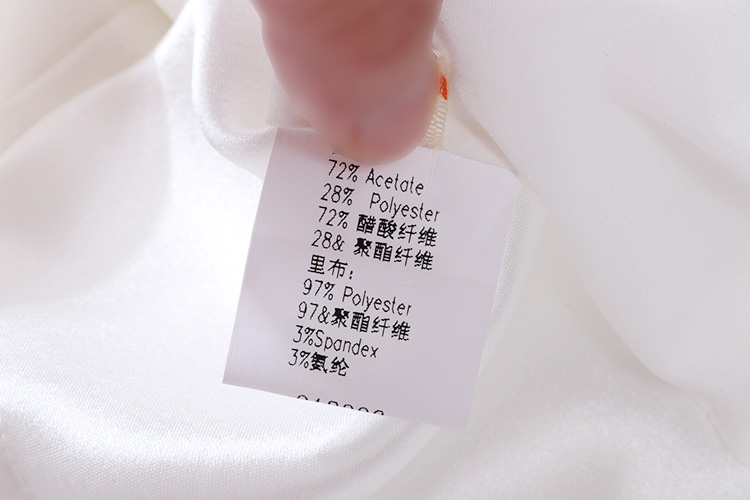 72% Acetate
28% Polyester
72% 醋酸纤维
28& 聚酯纤维
里布：
97% Polyester
97&聚酯纤维
3%Spandex
3%氨纶